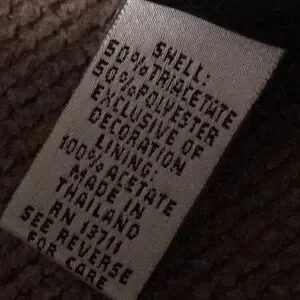 SHELL:
50% TRIACETATE
50% POLYESTER
EXCLUSIVE OF
DECORATION
LINING:
100% ACETATE
MADE IN
THAILAND
RN 13711
SEE REVERSE
FOR CARE